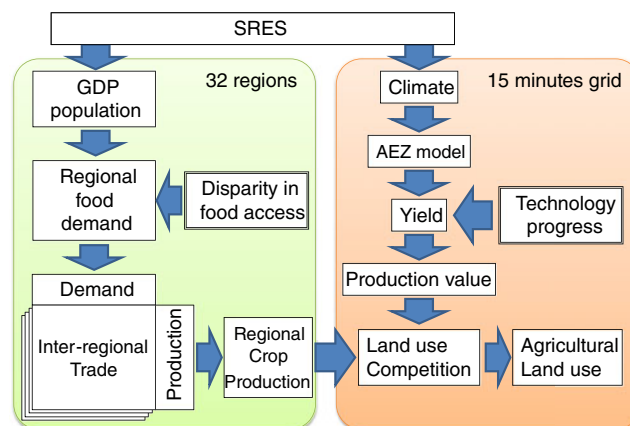 SRES
32 regions
GDP
population
Regional
food
demand
Disparity in
food access
Demand
Inter-regional
Trade
Production
Regional
Crop
Production
15 minutes grid
Climate
AEZ model
Yield
Technology
progress
Production value
Land use
Competition
Agricultural
Land use